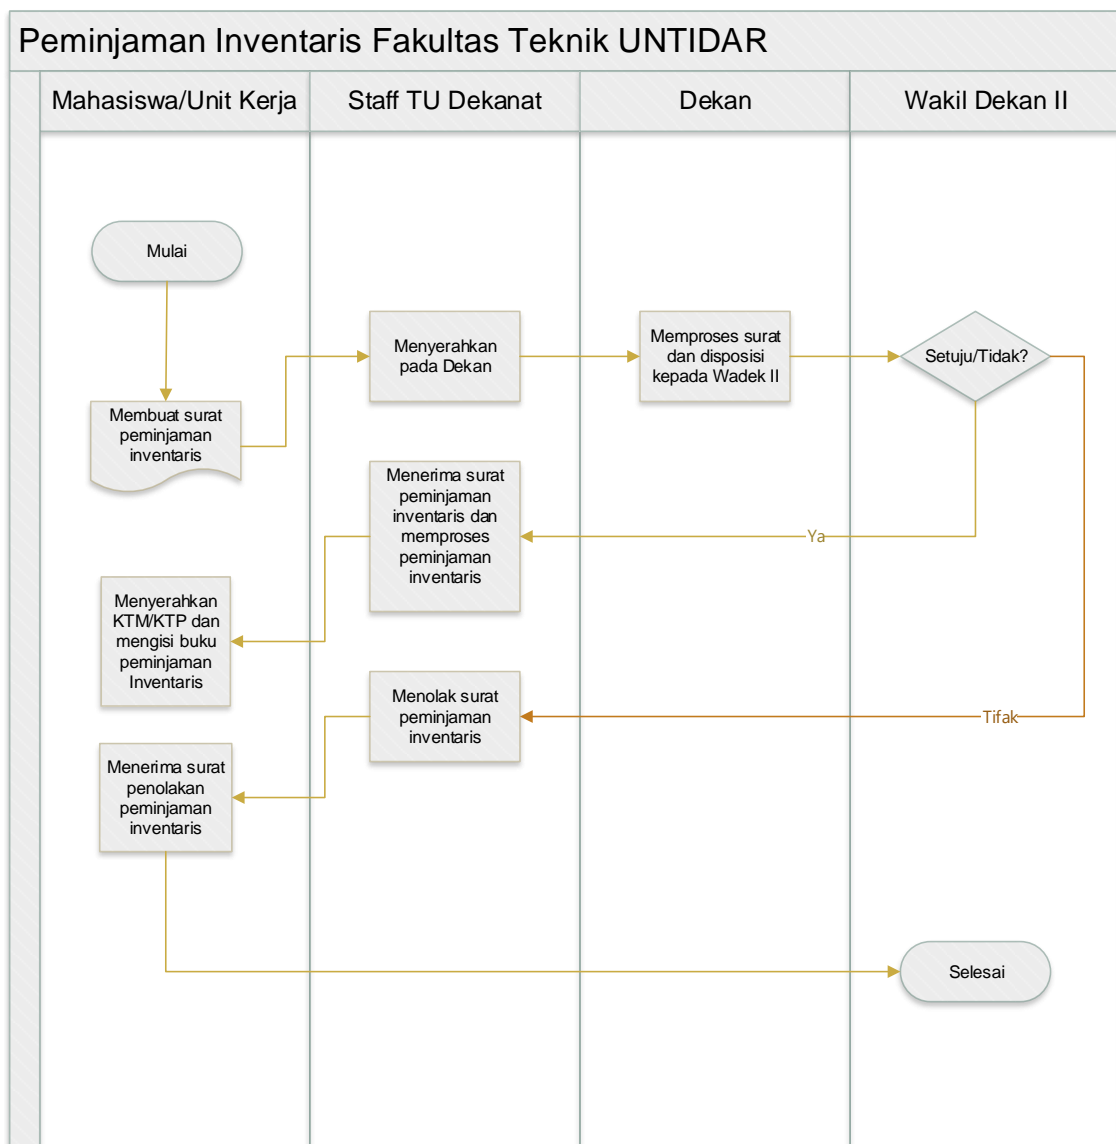 Peminjaman Inventaris Fakultas Teknik UNTIDAR
Mahasiswa/Unit Kerja
Staff TU Dekanat
Dekan
Wakil Dekan II
Mulai
Membuat surat
peminjaman
inventaris
Menyerahkan
pada Dekan
Memproses surat
dan disposisi
kepada Wadek II
Setuju/Tidak?
Ya
Menerima surat
peminjaman
inventaris dan
memproses
peminjaman
inventaris
Menyerahkan
KTM/KTP dan
mengisi buku
peminjaman
Inventaris
Tifak
Menolak surat
peminjaman
inventaris
Menerima surat
penolakan
peminjaman
inventaris
Selesai